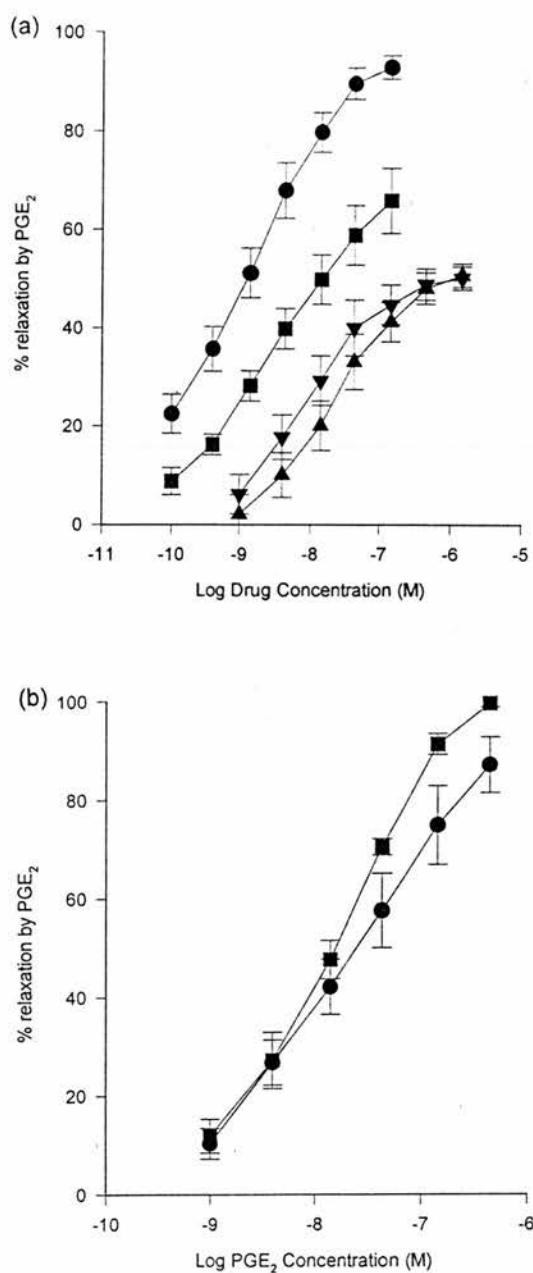 (a)
100
80
60
40
20
0
% relaxation by PGE₂
-11 -10 -9 -8 -7 -6 -5
Log Drug Concentration (M)
(b)
100
80
60
40
20
0
% relaxation by PGE₂
-10 -9 -8 -7 -6
Log PGE₂ Concentration (M)